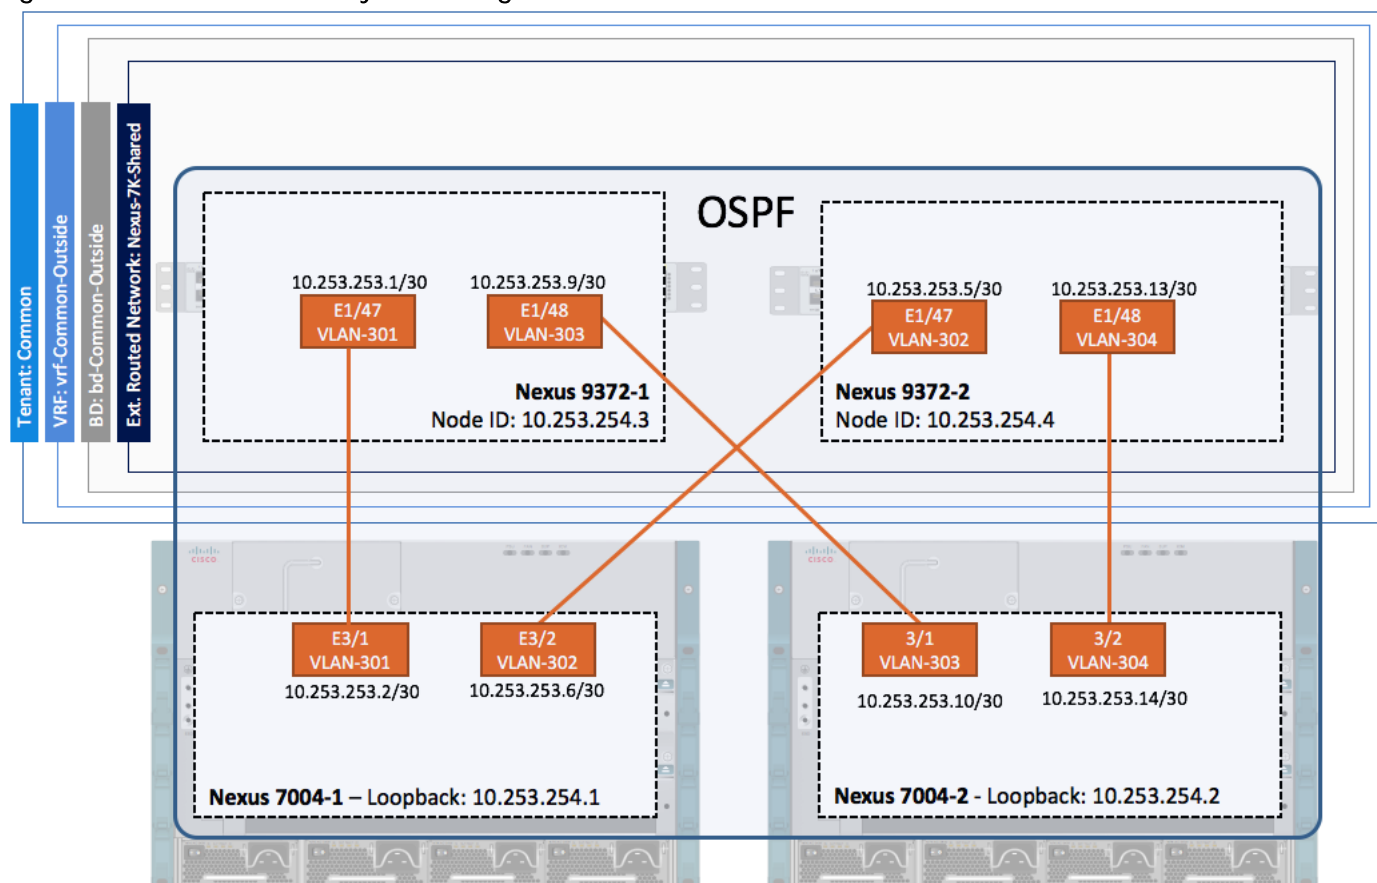 Tenant: Common
VRF: vrf-Common-Outside
BD: bd-Common-Outside
Ext. Routed Network: Nexus-7K-Shared
OSPF
10.253.253.1/30
E1/47
VLAN-301
10.253.253.9/30
E1/48
VLAN-303
Nexus 9372-1
Node ID: 10.253.254.3
10.253.253.5/30
E1/47
VLAN-302
10.253.253.13/30
E1/48
VLAN-304
Nexus 9372-2
Node ID: 10.253.254.4
CISCO
E3/1
VLAN-301
10.253.253.2/30
E3/2
VLAN-302
10.253.253.6/30
Nexus 7004-1 – Loopback: 10.253.254.1
CISCO
3/1
VLAN-303
10.253.253.10/30
3/2
VLAN-304
10.253.253.14/30
Nexus 7004-2 - Loopback: 10.253.254.2